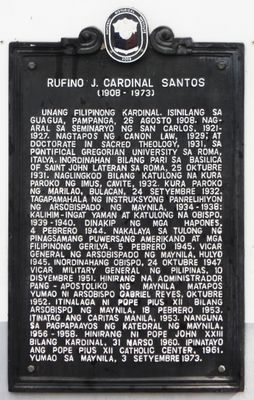 RUFINO J. CARDINAL SANTOS
(1908 - 1973)
UNANG FILIPINONG KARDINAL. ISINILANG SA
GUAGUA, PAMPANGA, 26 AGOSTO 1908. NAG-
ARAL SA SEMINARYO NG SAN CARLOS, 1921-
1927. NAGTAPOS NG CANON LAW, 1929; AT
DOCTORATE IN SACRED THEOLOGY, 1931, SA
PONTIFICAL GREGORIAN UNIVERSITY SA ROMA,
ITALYA. INORDINAHAN BILANG PARI SA BASILICA
OF SAINT JOHN LATERAN SA ROMA, 25 OKTUBRE
1931. NAGLINGKOD BILANG KATULONG NA KURA
PAROKO NG IMUS, CAVITE, 1932. KURA PAROKO
NG MARILAO, BULACAN, 24 SETYEMBRE 1932.
TAGAPAMAHALA NG INSTRUKSYONG PANRELIHIYON
NG ARSOBISPADO NG MAYNILA, 1934-1938;
KALIHIM-INGAT YAMAN AT KATULONG NA OBISPO,
1939-1940. DINAKIP NG MGA HAPONES,
4 PEBRERO 1944. NAKALAYA SA TULONG NG
PINAGSAMANG PUWERSANG AMERIKANO AT MGA
FILIPINONG GERILYA, 5 PEBRERO 1945. VICAR
GENERAL NG ARSOBISPADO NG MAYNILA, HULYO
1945. INORDINAHANG OBISPO, 24 OKTUBRE 1947.
VICAR MILITARY GENERAL NG PILIPINAS, 10
DISYEMBRE 1951. HINIRANG NA ADMINISTRADOR
PANG-APOSTOLIKO NG MAYNILA MATAPOS
YUMAO NI ARSOBISPO GABRIEL REYES, OKTUBRE
1952. ITINALAGA NI POPE PIUS XII BILANG
ARSOBISPO NG MAYNILA, 18 PEBRERO 1953.
ITINATAG ANG CARITAS MANILA, 1953. NANGUNA
SA PAGPAPAAYOS NG KATEDRAL NG MAYNILA,
1956-1958. HINIRANG NI POPE JOHN XXIII
BILANG KARDINAL, 31 MARSO 1960. IPINATAYO
ANG POPE PIUS XII CATHOLIC CENTER, 1961.
YUMAO SA MAYNILA, 3 SETYEMBRE 1973.